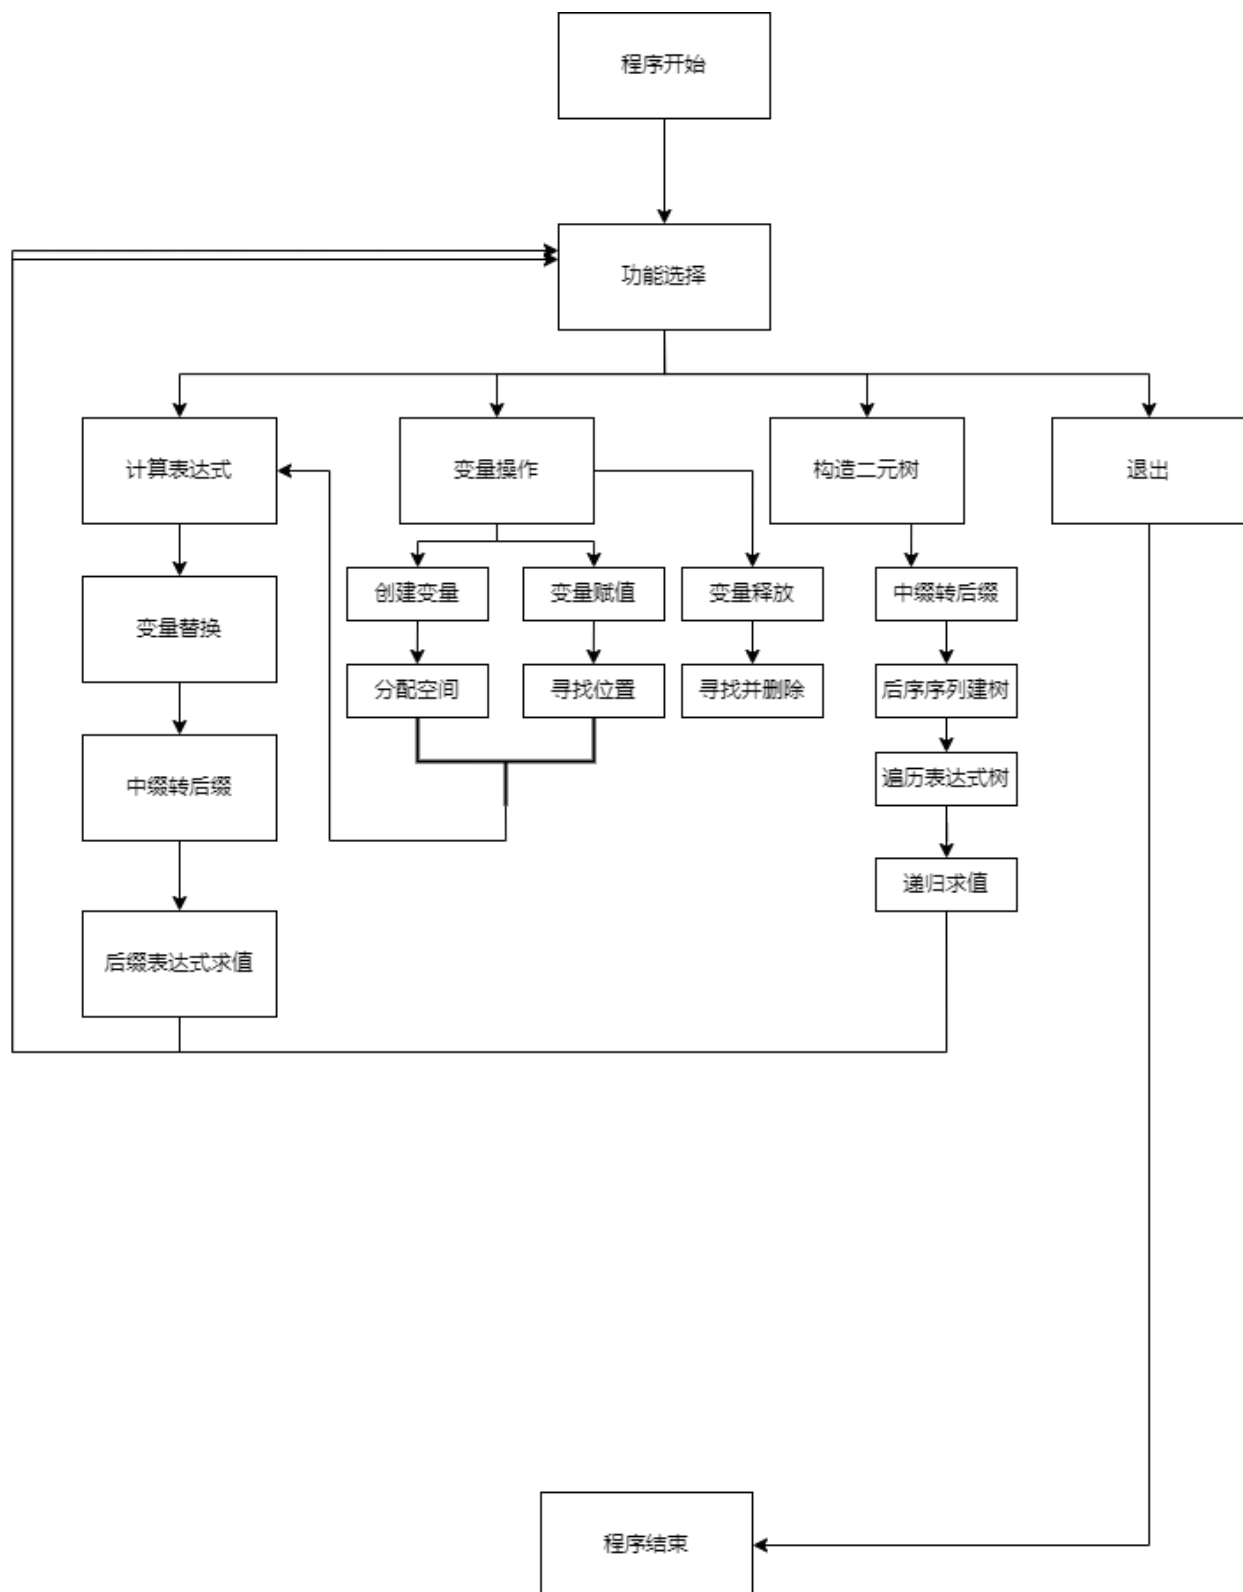 程序开始
功能选择
计算表达式
变量操作
构造二元树
退出
创建变量
变量赋值
变量释放
中缀转后缀
变量替换
分配空间
寻找位置
寻找并删除
后序序列建树
中缀转后缀
遍历表达式树
递归求值
后缀表达式求值
程序结束